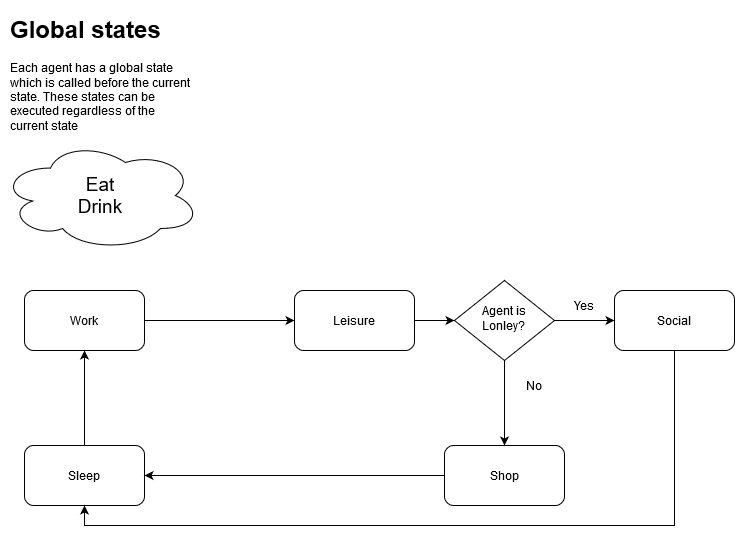 Global states
Each agent has a global state
which is called before the current
state. These states can be
executed regardless of the
current state
Eat
Drink
Work
Leisure
Agent is
Lonley?
Yes
Social
No
Sleep
Shop